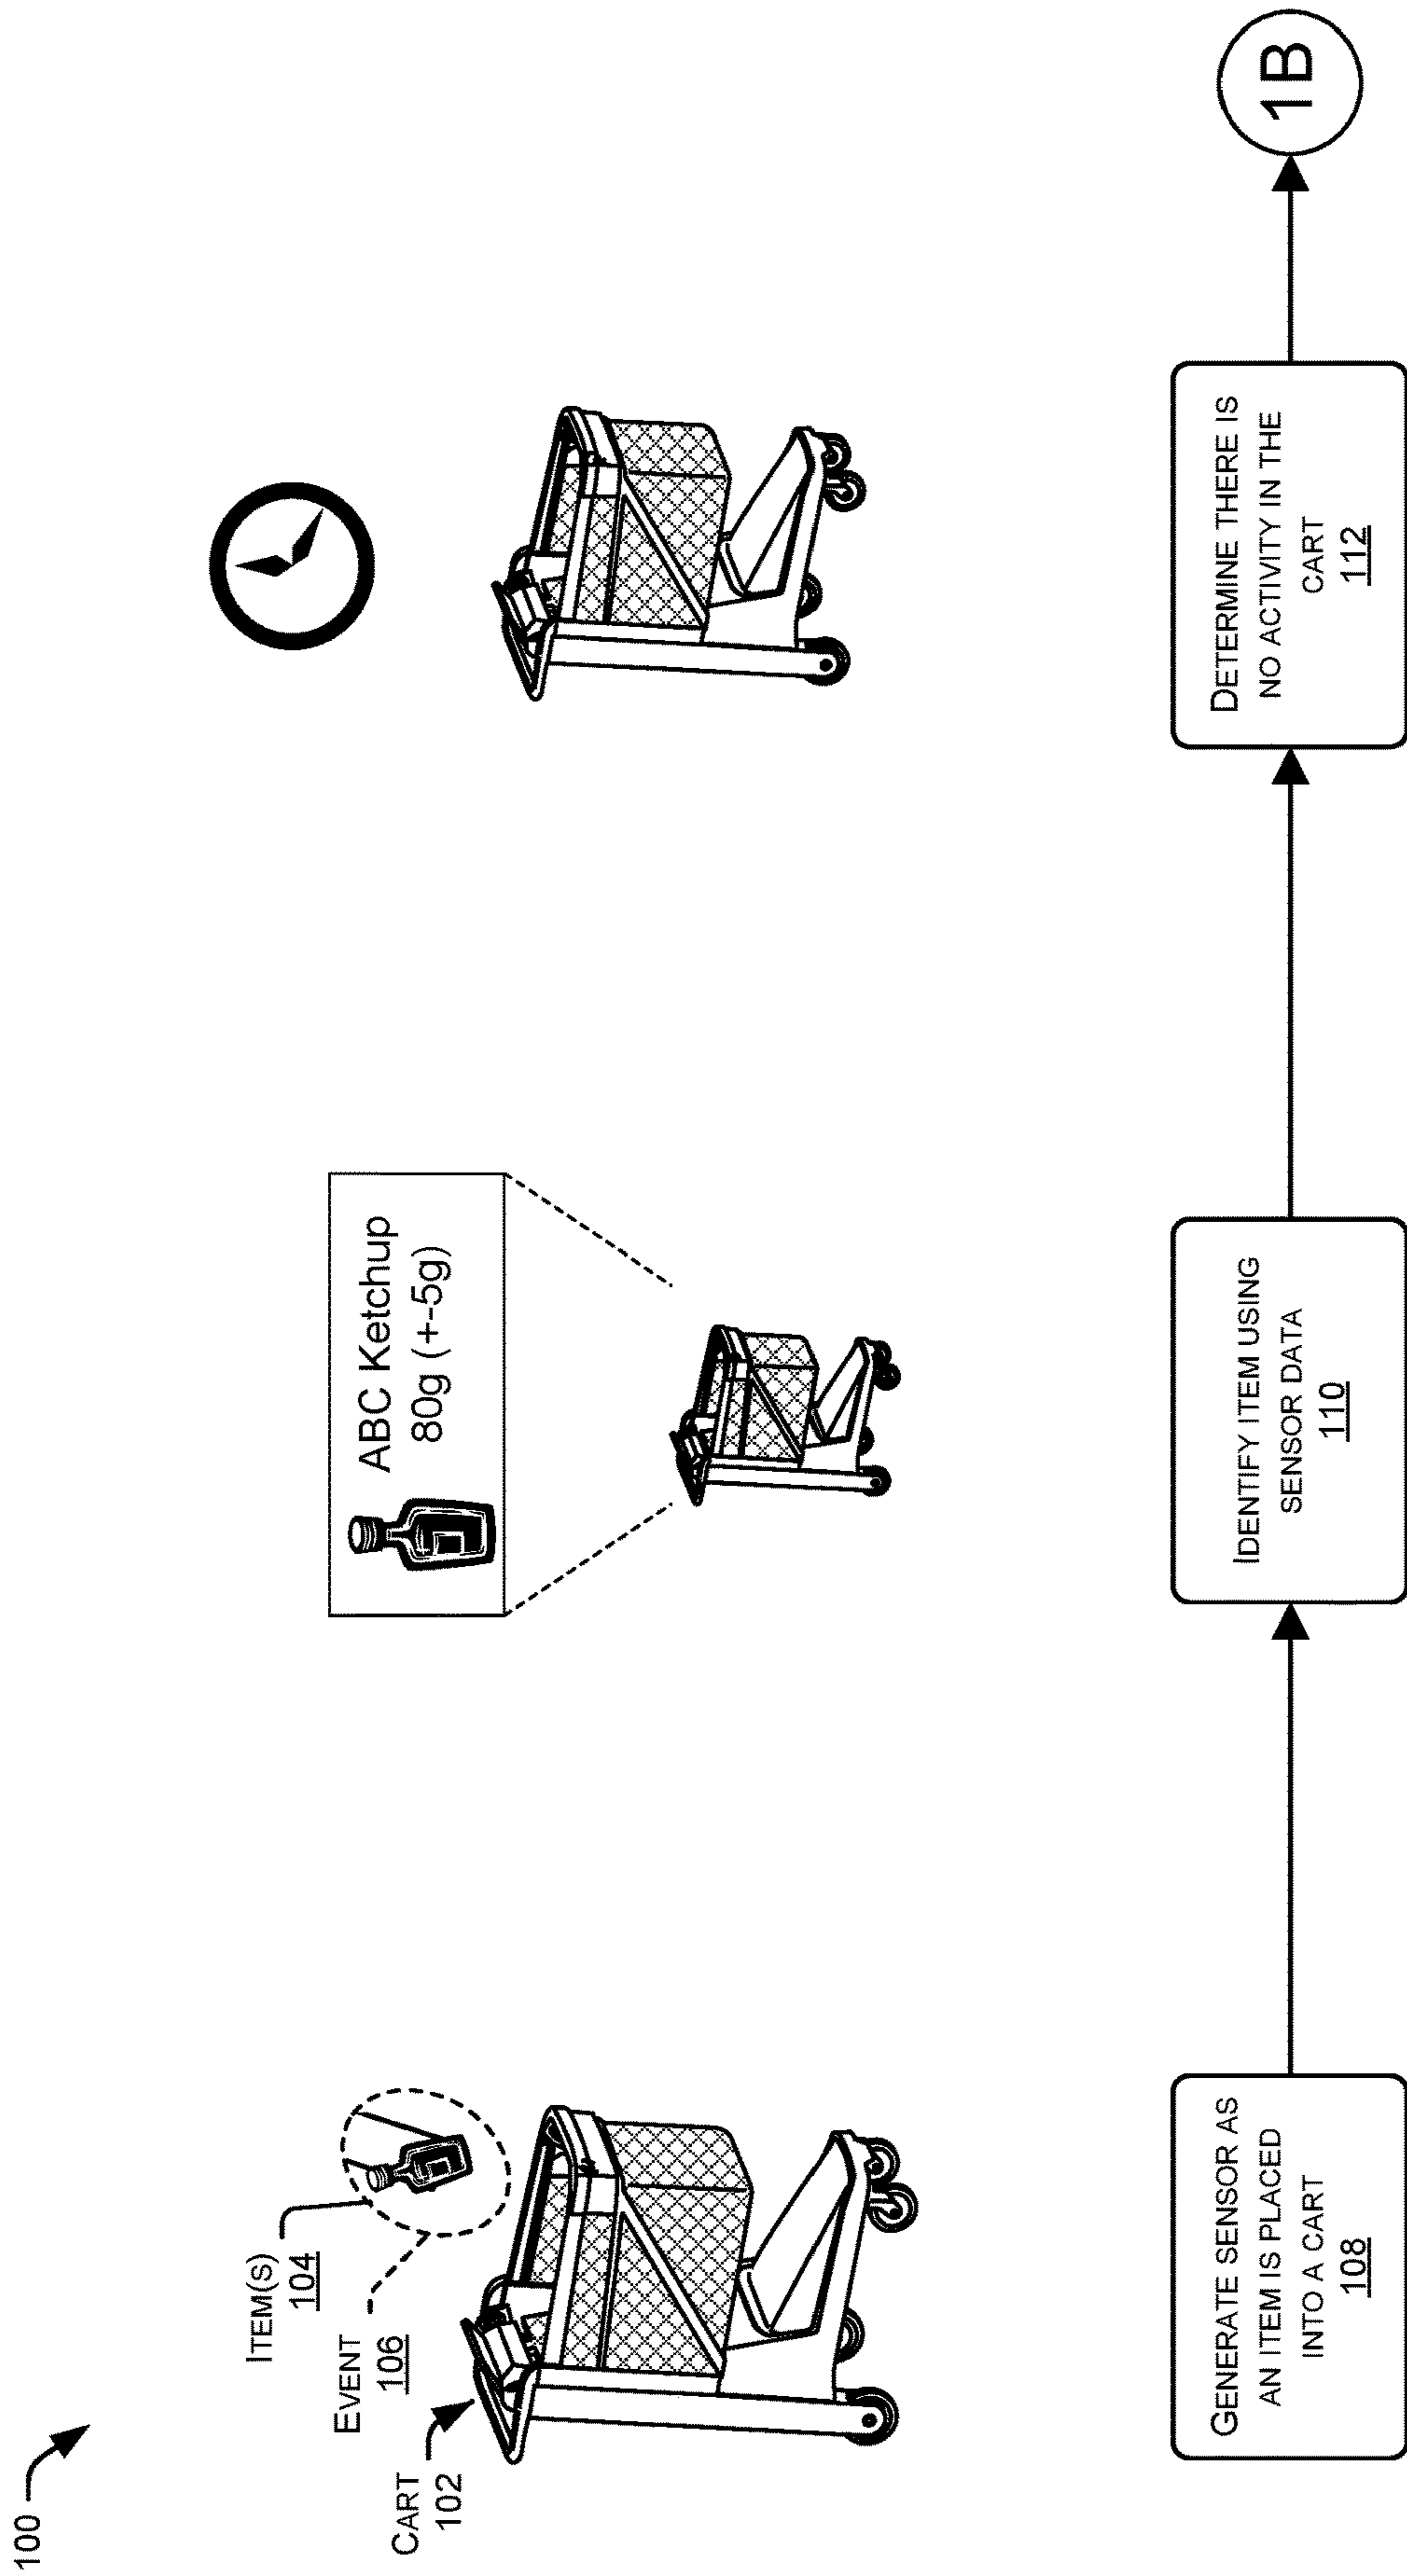 100
ITEM(S)
104
EVENT
106
CART
102
ABC Ketchup
80g (+-5g)
GENERATE SENSOR AS
AN ITEM IS PLACED
INTO A CART
108
IDENTIFY ITEM USING
SENSOR DATA
110
DETERMINE THERE IS
NO ACTIVITY IN THE
CART
112
1B